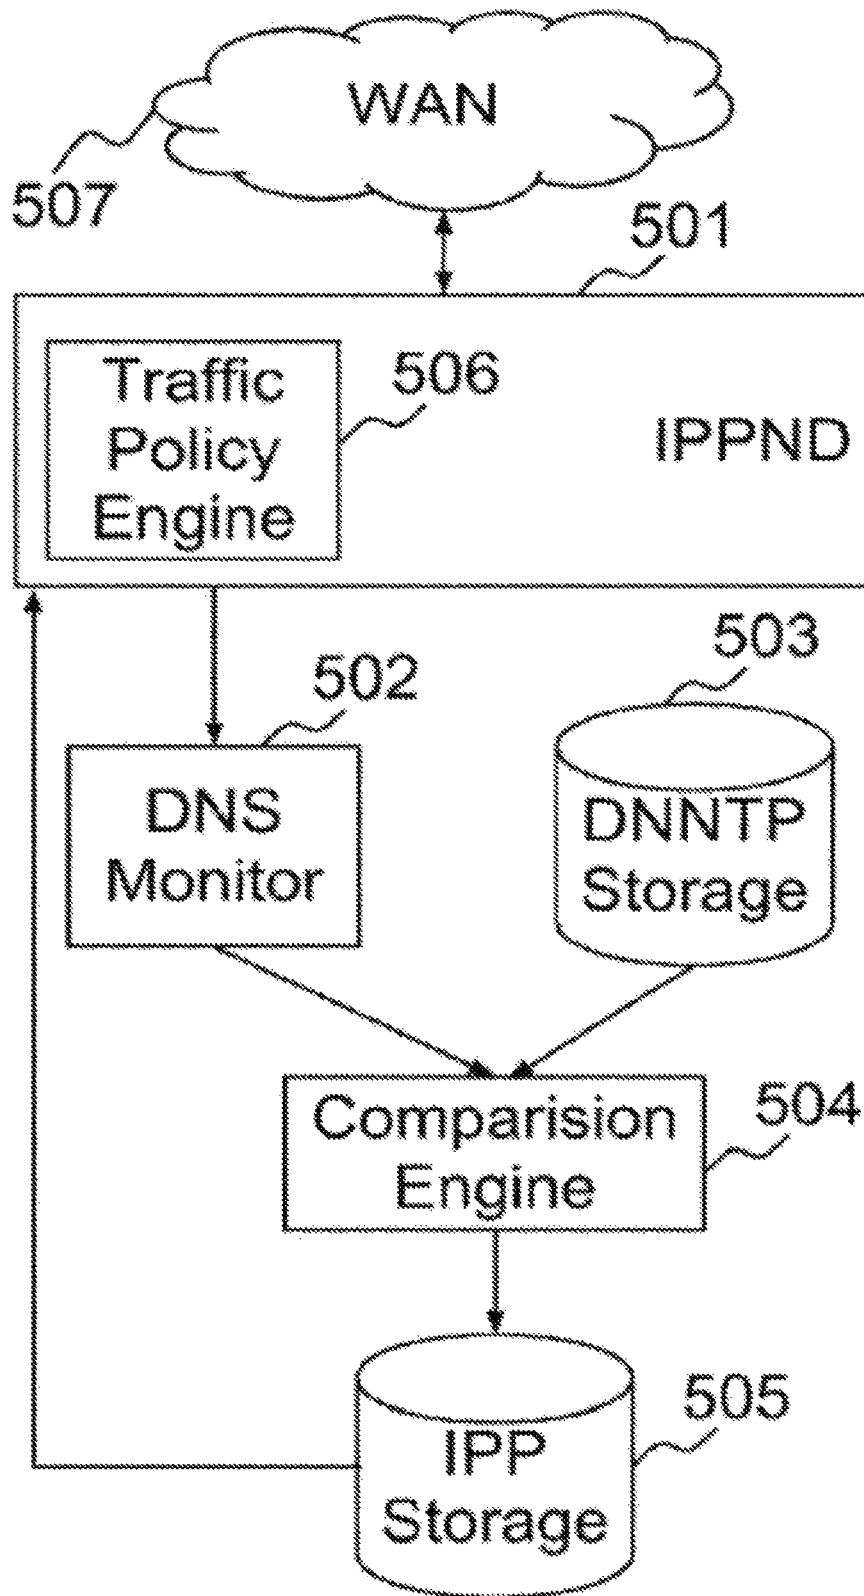 WAN
507
501
Traffic
Policy
Engine
506
IPPND
502
503
DNS
Monitor
DNNTP
Storage
Comparision
Engine
504
IPP
Storage
505